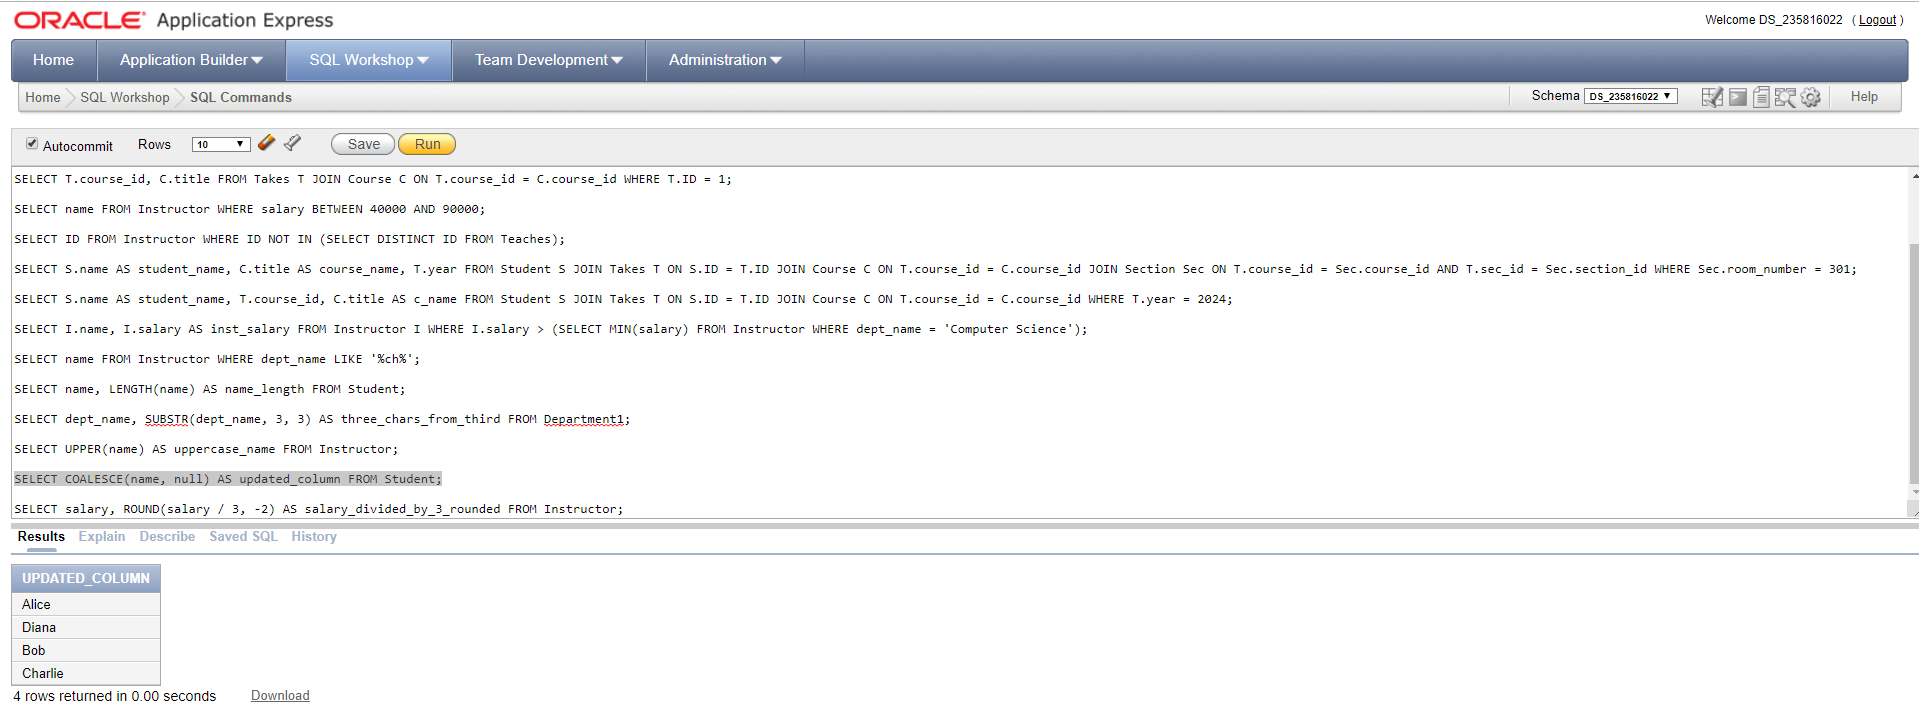 ORACLE Application Express
Welcome DS_235816022 ( Logout )
Home Application Builder SQL Workshop Team Development Administration
Home SQL Workshop SQL Commands
Schema DS_235816022 Help
Autocommit Rows 10 Save Run
SELECT T.course_id, C.title FROM Takes T JOIN Course C ON T.course_id = C.course_id WHERE T.ID = 1;
SELECT name FROM Instructor WHERE salary BETWEEN 40000 AND 90000;
SELECT ID FROM Instructor WHERE ID NOT IN (SELECT DISTINCT ID FROM Teaches);
SELECT S.name AS student_name, C.title AS course_name, T.year FROM Student S JOIN Takes T ON S.ID = T.ID JOIN Course C ON T.course_id = C.course_id JOIN Section Sec ON T.course_id = Sec.course_id AND T.sec_id = Sec.section_id WHERE Sec.room_number = 301;
SELECT S.name AS student_name, T.course_id, C.title AS c_name FROM Student S JOIN Takes T ON S.ID = T.ID JOIN Course C ON T.course_id = C.course_id WHERE T.year = 2024;
SELECT I.name, I.salary AS inst_salary FROM Instructor I WHERE I.salary > (SELECT MIN(salary) FROM Instructor WHERE dept_name = 'Computer Science');
SELECT name FROM Instructor WHERE dept_name LIKE '%ch%';
SELECT name, LENGTH(name) AS name_length FROM Student;
SELECT dept_name, SUBSTR(dept_name, 3, 3) AS three_chars_from_third FROM Department1;
SELECT UPPER(name) AS uppercase_name FROM Instructor;
SELECT COALESCE(name, null) AS updated_column FROM Student;
SELECT salary, ROUND(salary / 3, -2) AS salary_divided_by_3_rounded FROM Instructor;
Results Explain Describe Saved SQL History
UPDATED_COLUMN
Alice
Diana
Bob
Charlie
4 rows returned in 0.00 seconds Download